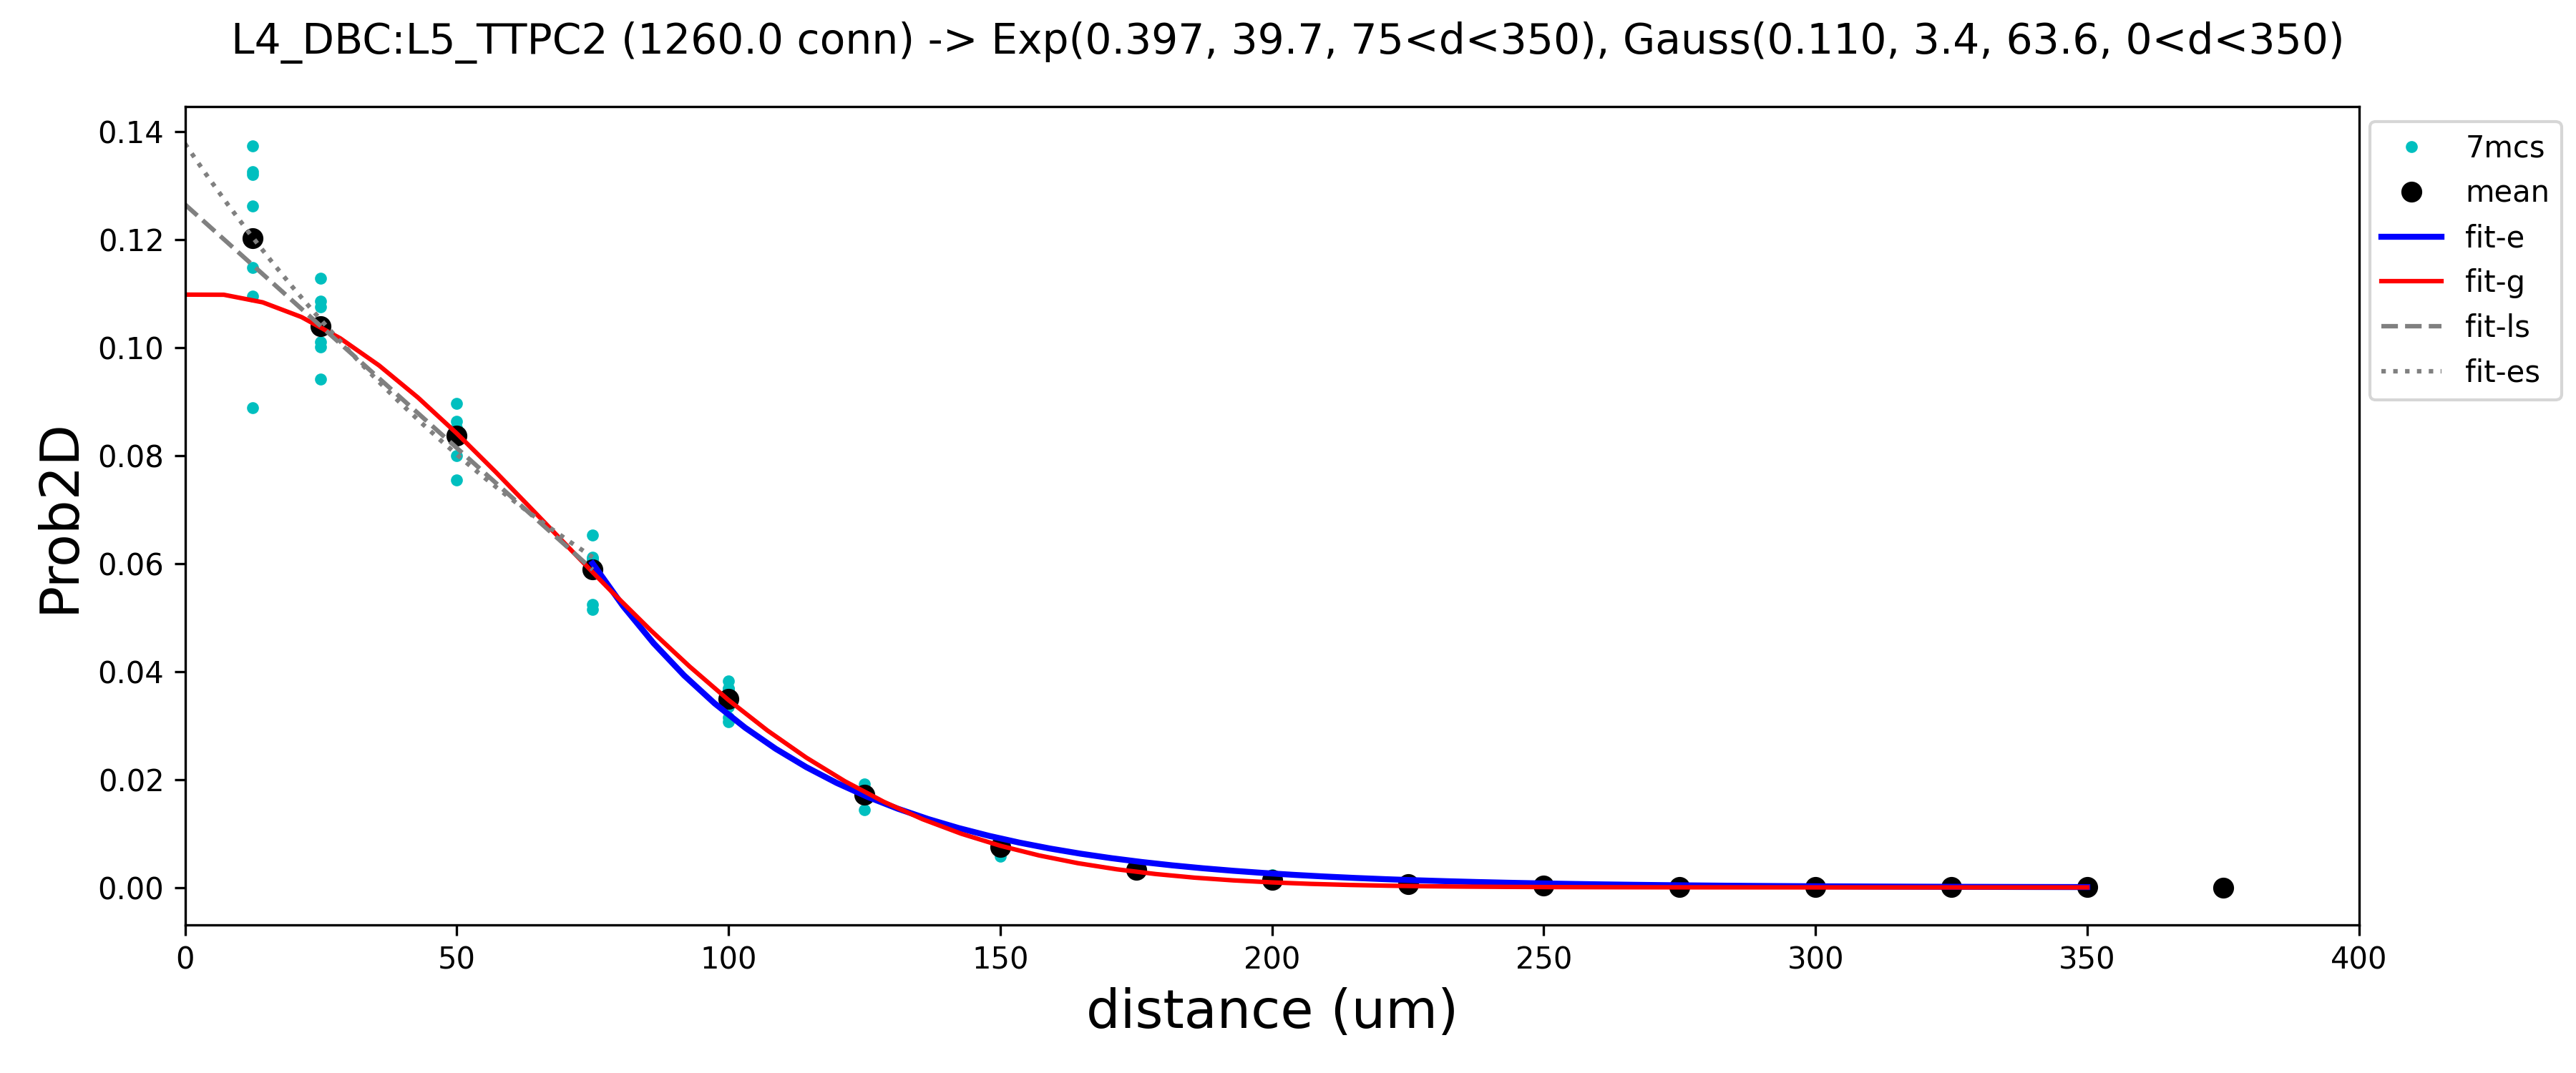 L4_DBC:L5_TTPC2 (1260.0 conn) -> Exp(0.397, 39.7, 75<d<350), Gauss(0.110, 3.4, 63.6, 0<d<350)
0.14
0.12
0.10
0.08
0.06
0.04
0.02
0.00
Prob2D
0 50 100 150 200 250 300 350 400
distance (um)
7mcs
mean
fit-e
fit-g
fit-ls
fit-es